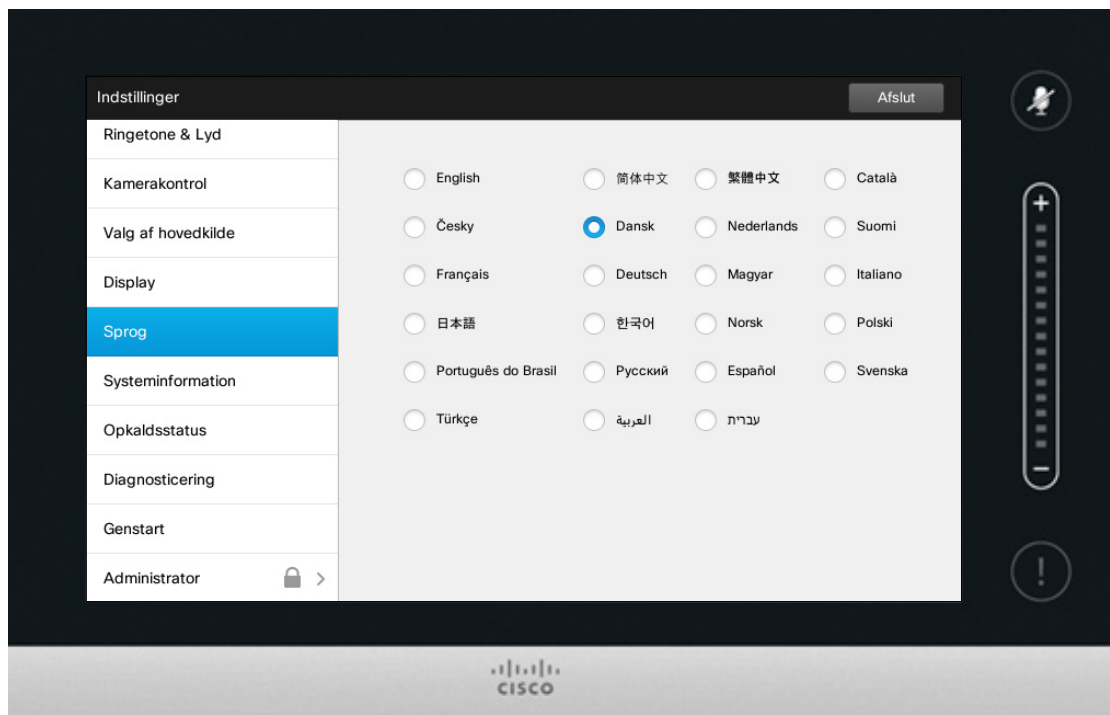 Indstillinger
Afslut
Ringetone & Lyd
Kamerakontrol
Valg af hovedkilde
Display
Sprog
Systeminformation
Opkaldsstatus
Diagnosticering
Genstart
Administrator
English 简体中文 繁體中文 Català
Česky Dansk Nederlands Suomi
Français Deutsch Magyar Italiano
日本語 한국어 Norsk Polski
Português do Brasil Русский Español Svenska
Türkçe العربية עברית
+
−
!
CISCO